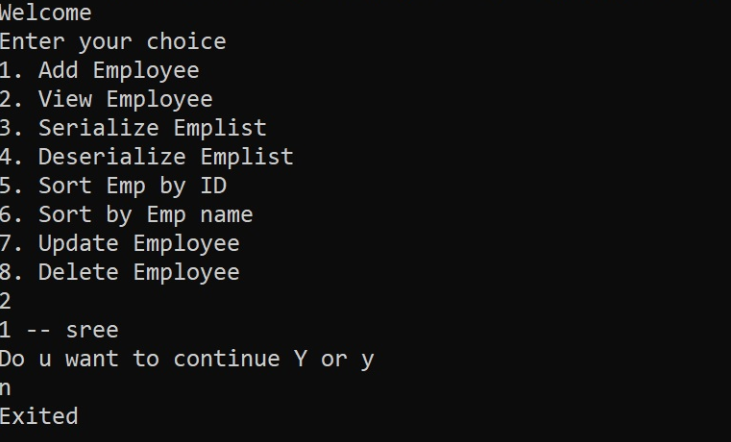 Welcome
Enter your choice
1. Add Employee
2. View Employee
3. Serialize Emplist
4. Deserialize Emplist
5. Sort Emp by ID
6. Sort by Emp name
7. Update Employee
8. Delete Employee
2
1 -- sree
Do u want to continue Y or y
n
Exited